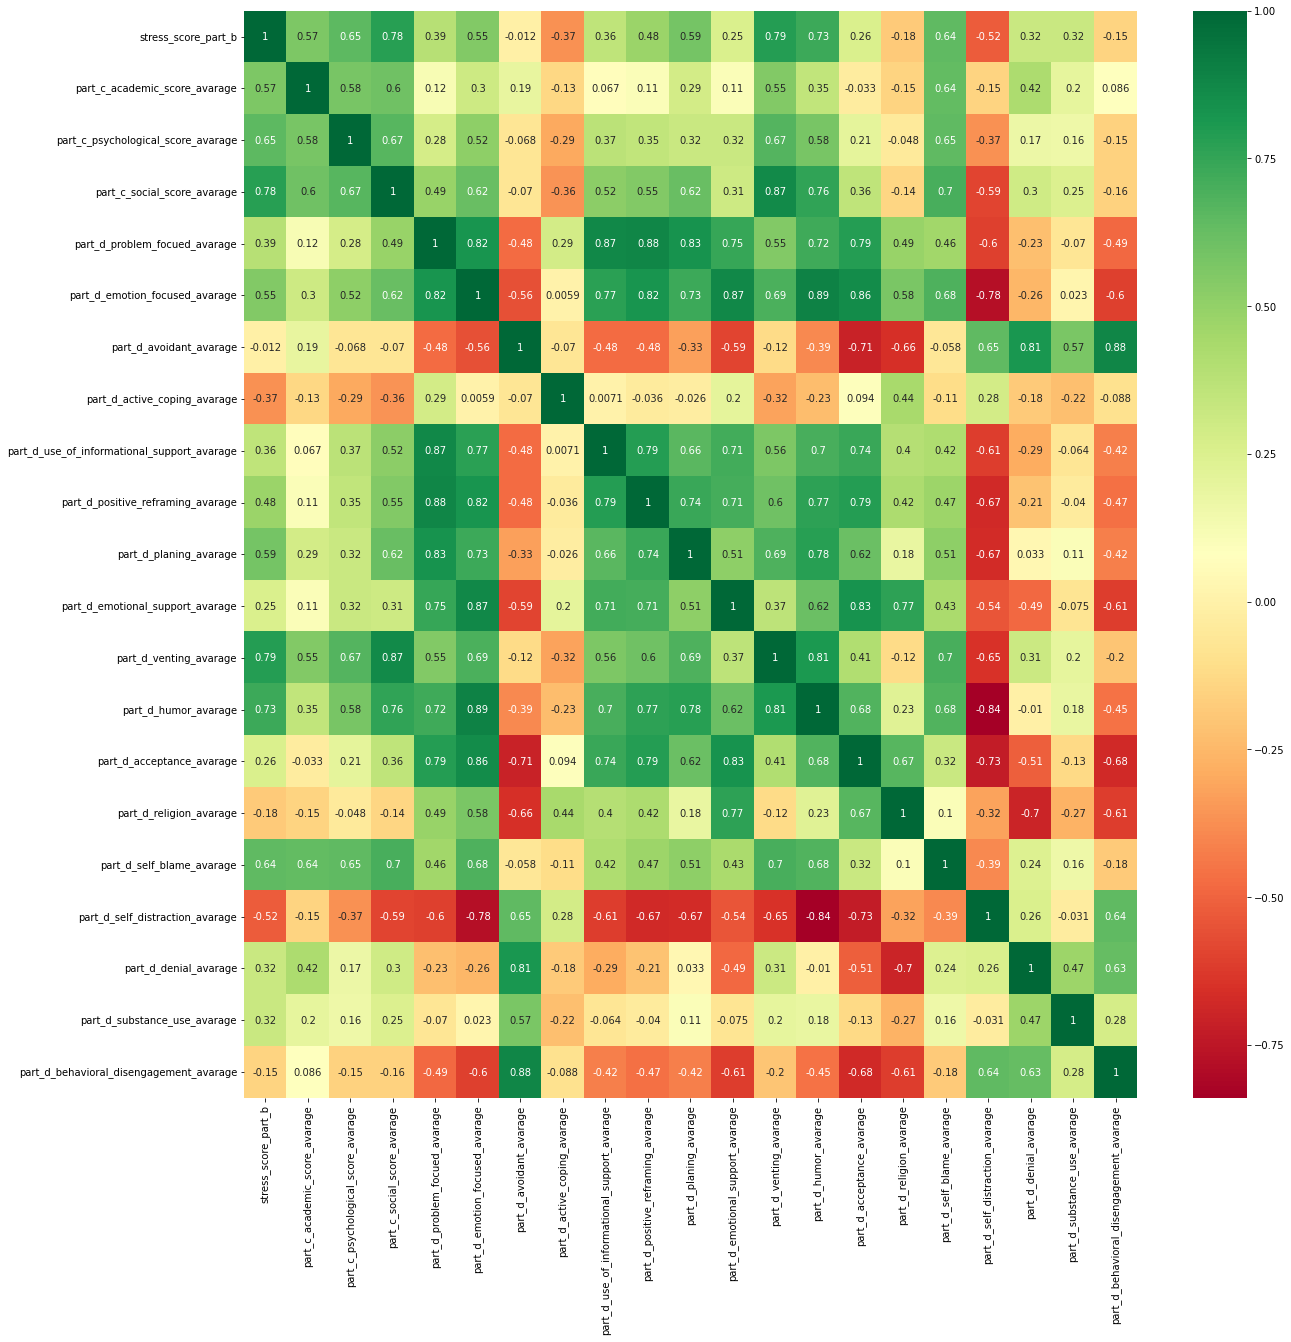 stress_score_part_b 1 0.57 0.65 0.78 0.39 0.55 -0.012 -0.37 0.36 0.48 0.59 0.25 0.79 0.73 0.26 -0.18 0.64 -0.52 0.32 0.32 -0.15
part_c_academic_score_avarage 0.57 1 0.58 0.6 0.12 0.3 0.19 -0.13 0.067 0.11 0.29 0.11 0.55 0.35 -0.033 -0.15 0.64 -0.15 0.42 0.2 0.086
part_c_psychological_score_avarage 0.65 0.58 1 0.67 0.28 0.52 -0.068 -0.29 0.37 0.35 0.32 0.32 0.67 0.58 0.21 -0.048 0.65 -0.37 0.17 0.16 -0.15
part_c_social_score_avarage 0.78 0.6 0.67 1 0.49 0.62 -0.07 -0.36 0.52 0.55 0.62 0.31 0.87 0.76 0.36 -0.14 0.7 -0.59 0.3 0.25 -0.16
part_d_problem_focued_avarage 0.39 0.12 0.28 0.49 1 0.82 -0.48 0.29 0.87 0.88 0.83 0.75 0.55 0.72 0.79 0.49 0.46 -0.6 -0.23 -0.07 -0.49
part_d_emotion_focused_avarage 0.55 0.3 0.52 0.62 0.82 1 -0.56 0.0059 0.77 0.82 0.73 0.87 0.69 0.89 0.86 0.58 0.68 -0.78 -0.26 0.023 -0.6
part_d_avoidant_avarage -0.012 0.19 -0.068 -0.07 -0.48 -0.56 1 -0.07 -0.48 -0.48 -0.33 -0.59 -0.12 -0.39 -0.71 -0.66 -0.058 0.65 0.81 0.57 0.88
part_d_active_coping_avarage -0.37 -0.13 -0.29 -0.36 0.29 0.0059 -0.07 1 0.0071 -0.036 -0.026 0.2 -0.32 -0.23 0.094 0.44 -0.11 0.28 -0.18 -0.22 -0.088
part_d_use_of_informational_support_avarage 0.36 0.067 0.37 0.52 0.87 0.77 -0.48 0.0071 1 0.79 0.66 0.71 0.56 0.7 0.74 0.4 0.42 -0.61 -0.29 -0.064 -0.42
part_d_positive_reframing_avarage 0.48 0.11 0.35 0.55 0.88 0.82 -0.48 -0.036 0.79 1 0.74 0.71 0.6 0.77 0.79 0.42 0.47 -0.67 -0.21 -0.04 -0.47
part_d_planing_avarage 0.59 0.29 0.32 0.62 0.83 0.73 -0.33 -0.026 0.66 0.74 1 0.51 0.69 0.78 0.62 0.18 0.51 -0.67 0.033 0.11 -0.42
part_d_emotional_support_avarage 0.25 0.11 0.32 0.31 0.75 0.87 -0.59 0.2 0.71 0.71 0.51 1 0.37 0.62 0.83 0.77 0.43 -0.54 -0.49 -0.075 -0.61
part_d_venting_avarage 0.79 0.55 0.67 0.87 0.55 0.69 -0.12 -0.32 0.56 0.6 0.69 0.37 1 0.81 0.41 -0.12 0.7 -0.65 0.31 0.2 -0.2
part_d_humor_avarage 0.73 0.35 0.58 0.76 0.72 0.89 -0.39 -0.23 0.7 0.77 0.78 0.62 0.81 1 0.68 0.23 0.68 -0.84 -0.01 0.18 -0.45
part_d_acceptance_avarage 0.26 -0.033 0.21 0.36 0.79 0.86 -0.71 0.094 0.74 0.79 0.62 0.83 0.41 0.68 1 0.67 0.32 -0.73 -0.51 -0.13 -0.68
part_d_religion_avarage -0.18 -0.15 -0.048 -0.14 0.49 0.58 -0.66 0.44 0.4 0.42 0.18 0.77 -0.12 0.23 0.67 1 0.1 -0.32 -0.7 -0.27 -0.61
part_d_self_blame_avarage 0.64 0.64 0.65 0.7 0.46 0.68 -0.058 -0.11 0.42 0.47 0.51 0.43 0.7 0.68 0.32 0.1 1 -0.39 0.24 0.16 -0.18
part_d_self_distraction_avarage -0.52 -0.15 -0.37 -0.59 -0.6 -0.78 0.65 0.28 -0.61 -0.67 -0.67 -0.54 -0.65 -0.84 -0.73 -0.32 -0.39 1 0.26 -0.031 0.64
part_d_denial_avarage 0.32 0.42 0.17 0.3 -0.23 -0.26 0.81 -0.18 -0.29 -0.21 0.033 -0.49 0.31 -0.01 -0.51 -0.7 0.24 0.26 1 0.47 0.63
part_d_substance_use_avarage 0.32 0.2 0.16 0.25 -0.07 0.023 0.57 -0.22 -0.064 -0.04 0.11 -0.075 0.2 0.18 -0.13 -0.27 0.16 -0.031 0.47 1 0.28
part_d_behavioral_disengagement_avarage -0.15 0.086 -0.15 -0.16 -0.49 -0.6 0.88 -0.088 -0.42 -0.47 -0.42 -0.61 -0.2 -0.45 -0.68 -0.61 -0.18 0.64 0.63 0.28 1
stress_score_part_b
part_c_academic_score_avarage
part_c_psychological_score_avarage
part_c_social_score_avarage
part_d_problem_focued_avarage
part_d_emotion_focused_avarage
part_d_avoidant_avarage
part_d_active_coping_avarage
part_d_use_of_informational_support_avarage
part_d_positive_reframing_avarage
part_d_planing_avarage
part_d_emotional_support_avarage
part_d_venting_avarage
part_d_humor_avarage
part_d_acceptance_avarage
part_d_religion_avarage
part_d_self_blame_avarage
part_d_self_distraction_avarage
part_d_denial_avarage
part_d_substance_use_avarage
part_d_behavioral_disengagement_avarage
1.00
0.75
0.50
0.25
0.00
−0.25
−0.50
−0.75